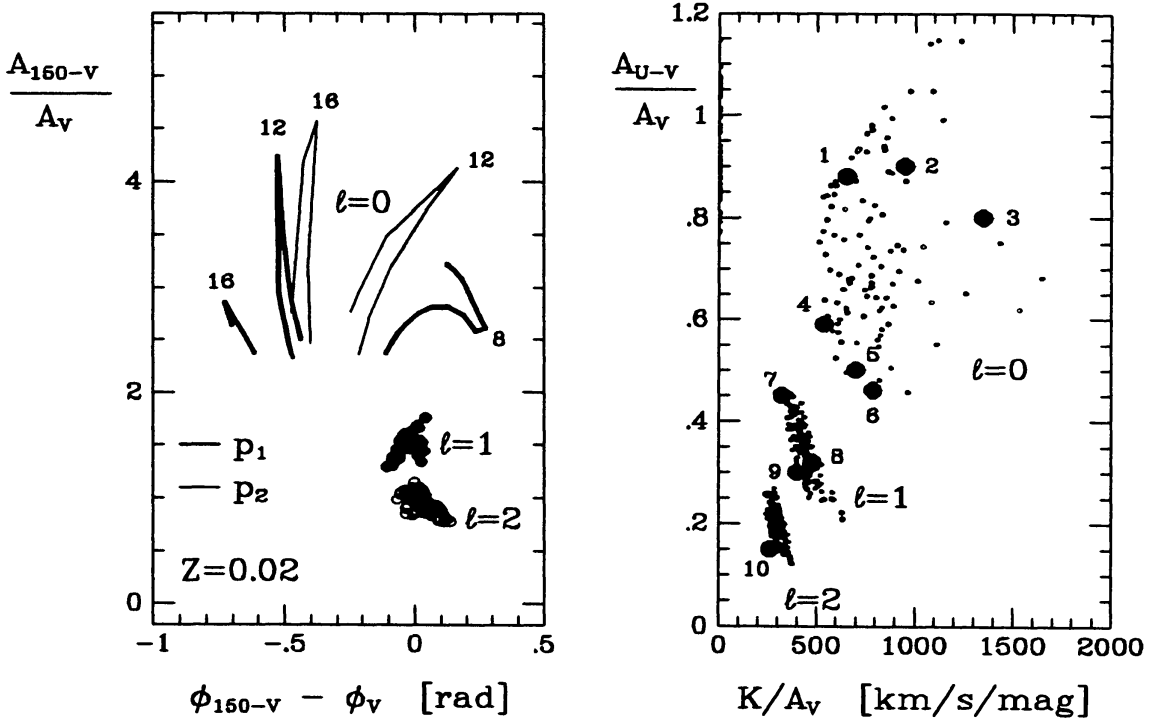 A150-V
AV
4
2
0
-1
-.5
0
.5
12
16
12
16
8
ℓ=0
ℓ=1
ℓ=2
p1
p2
Z=0.02
ϕ150-V - ϕV [rad]
AU-V
AV
1.2
1
.8
.6
.4
.2
0
0
500
1000
1500
2000
1
2
3
4
5
6
7
8
9
10
ℓ=0
ℓ=1
ℓ=2
K/AV [km/s/mag]